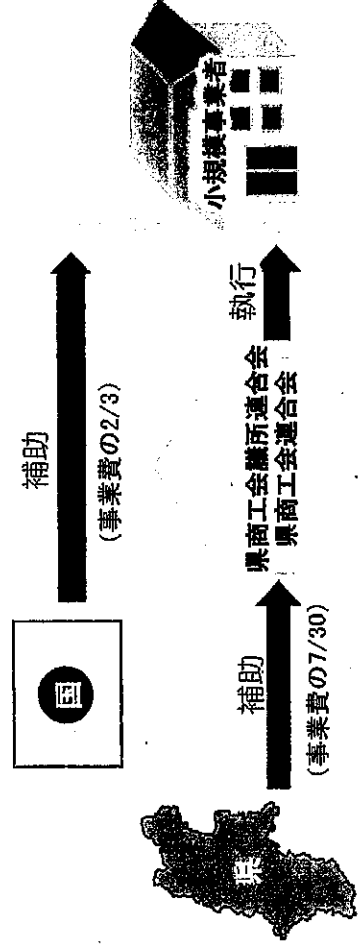 国
補助
(事業費の2/3)
小規模事業者
県
補助
(事業費の7/30)
県商工会議所連合会
県商工会連合会
執行